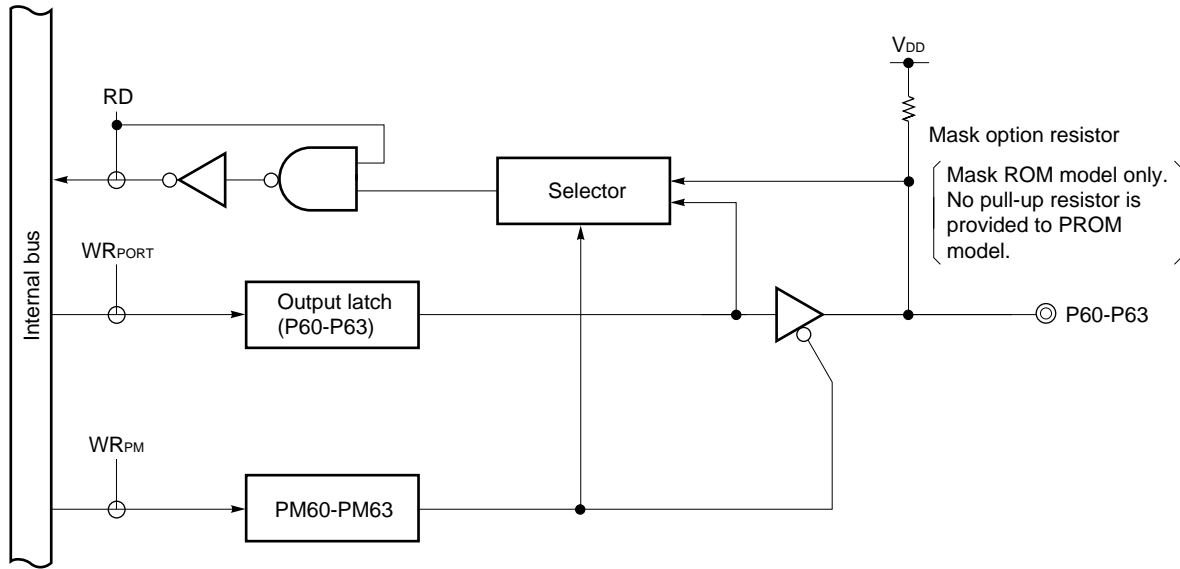 VDD
RD
Mask option resistor
Mask ROM model only.
No pull-up resistor is
provided to PROM
model.
Selector
Internal bus
WRPORT
Output latch
(P60-P63)
P60-P63
WRPM
PM60-PM63